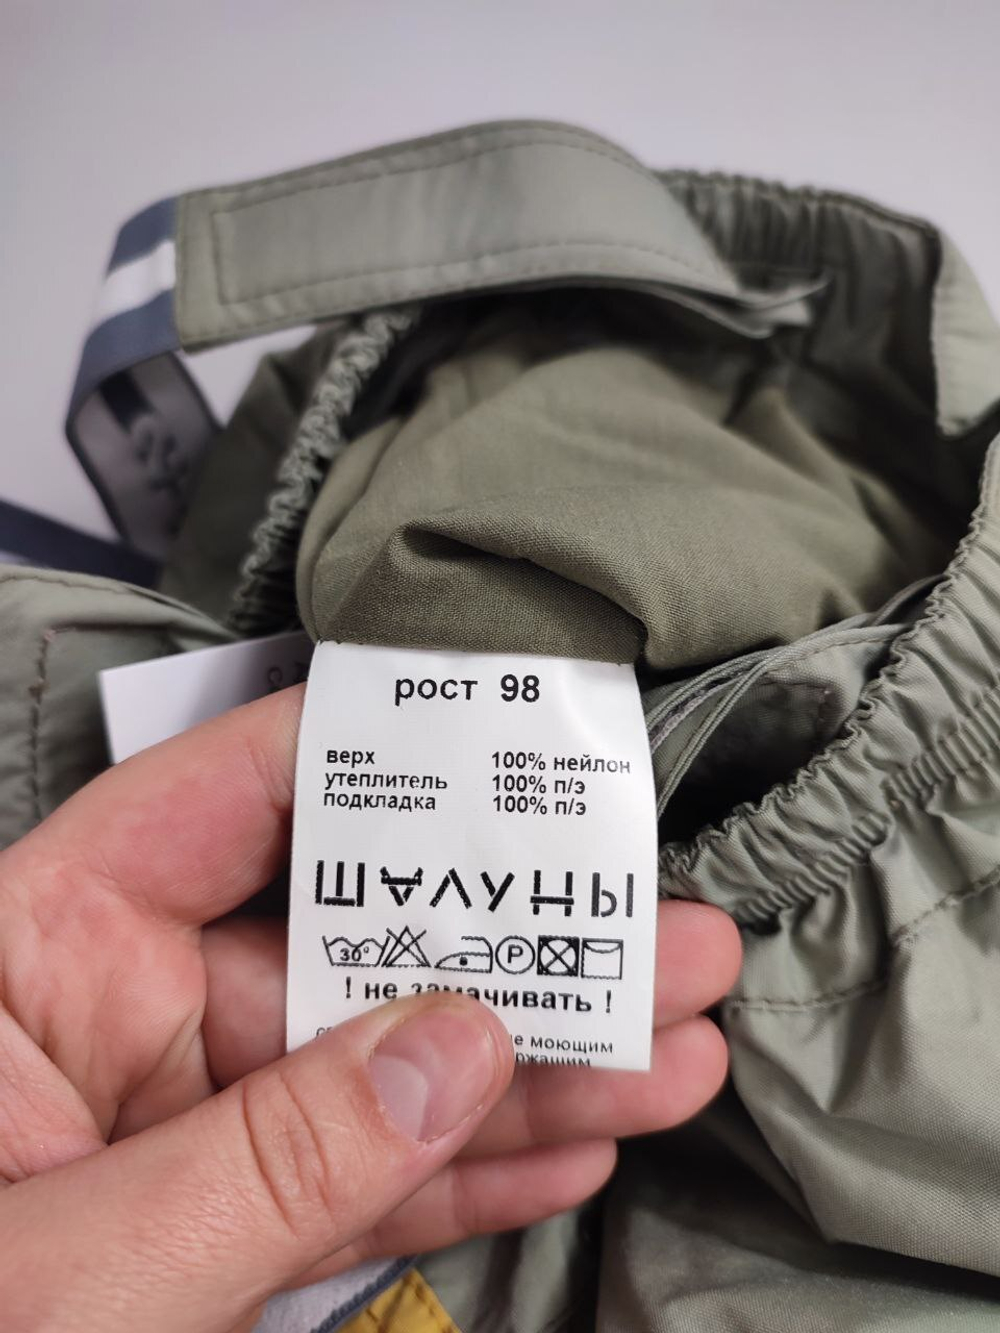 рост 98
верх 100% нейлон
утеплитель 100% п/э
подкладка 100% п/э
ШАЛУНЫ
30° P
! не замачивать !
моющим